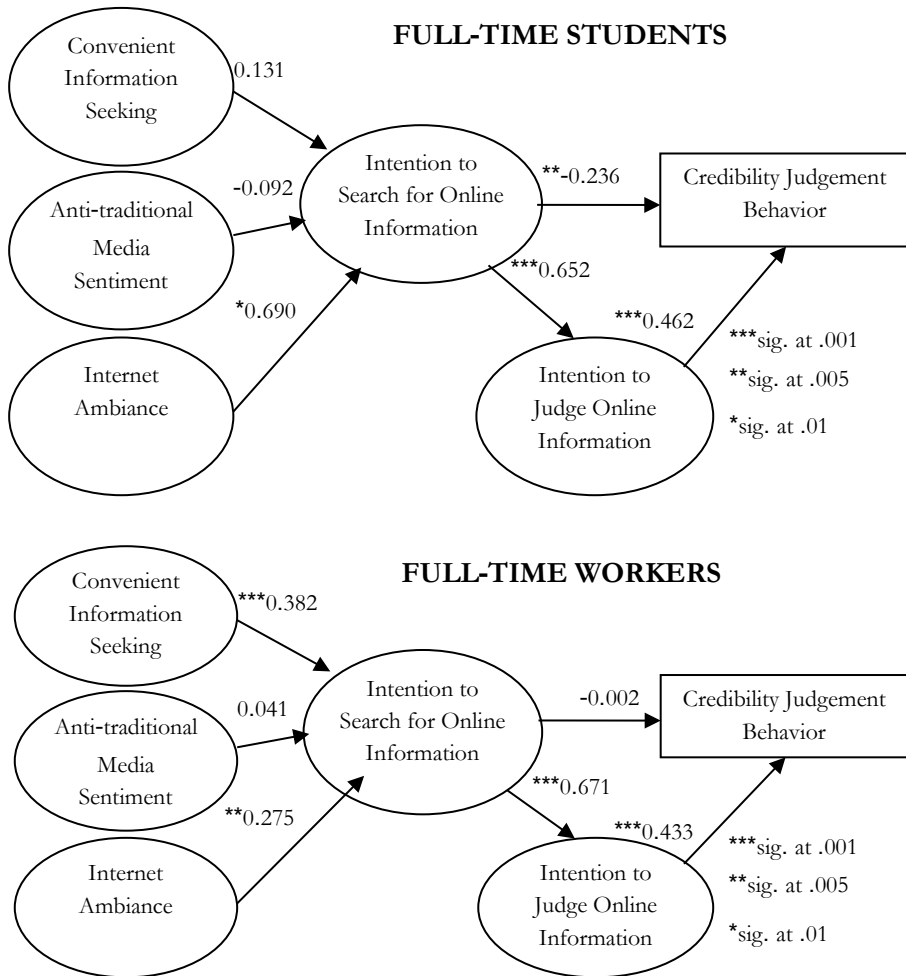 FULL-TIME STUDENTS
Convenient
Information
Seeking
0.131
Anti-traditional
Media
Sentiment
-0.092
Internet
Ambiance
*0.690
Intention to
Search for Online
Information
**-0.236
Credibility Judgement
Behavior
***0.652
***0.462
Intention to
Judge Online
Information
***sig. at .001
**sig. at .005
*sig. at .01
FULL-TIME WORKERS
Convenient
Information
Seeking
***0.382
Anti-traditional
Media
Sentiment
0.041
Internet
Ambiance
**0.275
Intention to
Search for Online
Information
-0.002
Credibility Judgement
Behavior
***0.671
***0.433
Intention to
Judge Online
Information
***sig. at .001
**sig. at .005
*sig. at .01